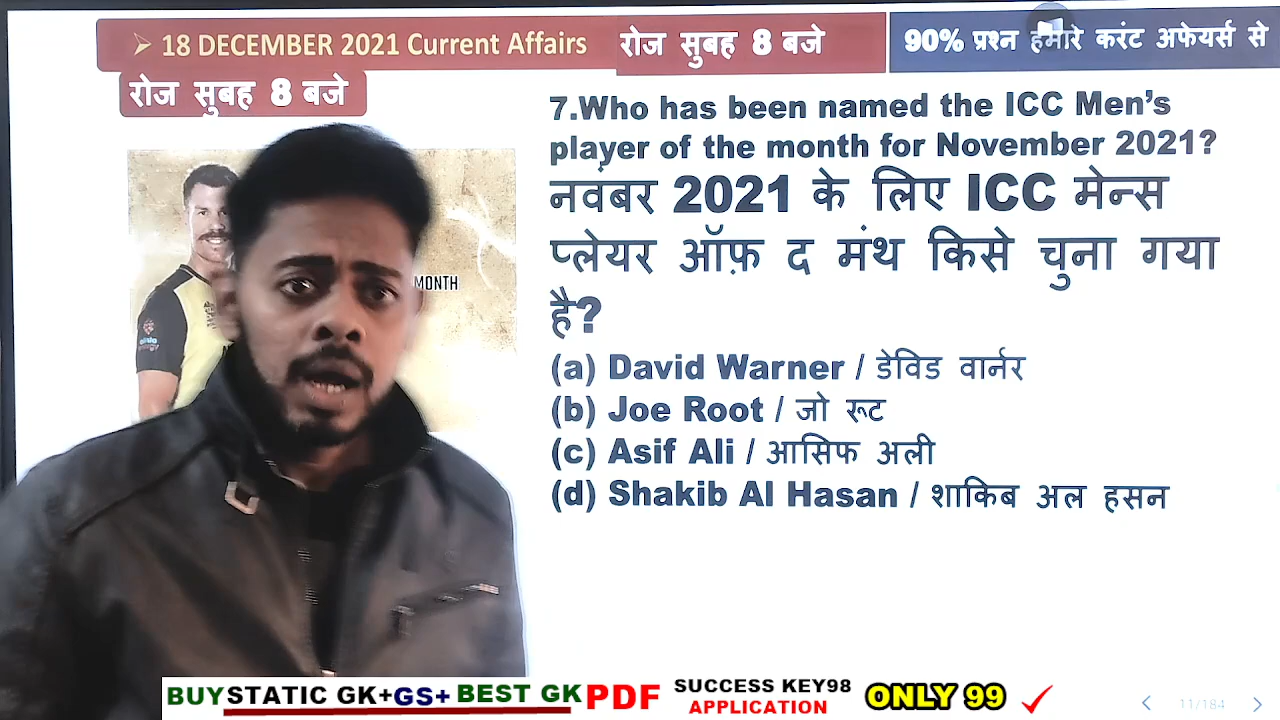 ➢ 18 DECEMBER 2021 Current Affairs
रोज सुबह 8 बजे
90% प्रश्न हमारे करंट अफेयर्स से
रोज सुबह 8 बजे
MONTH
7.Who has been named the ICC Men’s
player of the month for November 2021?
नवंबर 2021 के लिए ICC मेन्स
प्लेयर ऑफ़ द मंथ किसे चुना गया
है?
(a) David Warner / डेविड वार्नर
(b) Joe Root / जो रूट
(c) Asif Ali / आसिफ अली
(d) Shakib Al Hasan / शाकिब अल हसन
BUY STATIC GK+GS+ BEST GK PDF
SUCCESS KEY98
APPLICATION
ONLY 99
11/184